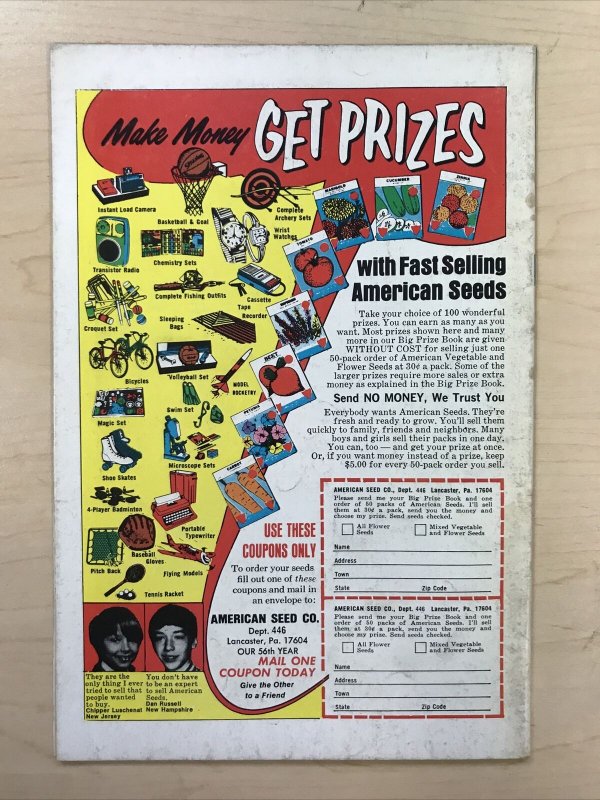 Make Money GET PRIZES
Instant Load Camera
Basketball & Goal
Complete
Archery Sets
Transistor Radio
Chemistry Sets
Wrist
Watches
Complete Fishing Outfits
Cassette
Tape
Recorder
Croquet Set
Sleeping
Bags
Bicycles
Volleyball Set
MODEL
ROCKETRY
Magic Set
Swim Set
Shoe Skates
Microscope Sets
4-Player Badminton
Portable
Typewriter
Pitch Back
Baseball
Gloves
Flying Models
Tennis Racket
MARIGOLD
CUCUMBER
ZINNIA
TOMATO
BEET
PETUNIA
CARROT
with Fast Selling
American Seeds
Take your choice of 100 wonderful
prizes. You can earn as many as you
want. Most prizes shown here and many
more in our Big Prize Book are given
WITHOUT COST for selling just one
50-pack order of American Vegetable and
Flower Seeds at 30¢ a pack. Some of the
larger prizes require more sales or extra
money as explained in the Big Prize Book.
Send NO MONEY, We Trust You
Everybody wants American Seeds. They're
fresh and ready to grow. You'll sell them
quickly to family, friends and neighbors. Many
boys and girls sell their packs in one day.
You can, too — and get your prize at once.
Or, if you want money instead of a prize, keep
$5.00 for every 50-pack order you sell.
USE THESE
COUPONS ONLY
To order your seeds
fill out one of these
coupons and mail in
an envelope to:
AMERICAN SEED CO.
Dept. 446
Lancaster, Pa. 17604
OUR 56th YEAR
MAIL ONE
COUPON TODAY
Give the Other
to a Friend
They are the
only thing I ever
tried to sell that
people wanted
to buy.
Chipper Luschenat
New Jersey
You don't have
to be an expert
to sell American
Seeds.
Dan Russell
New Hampshire
AMERICAN SEED CO., Dept. 446 Lancaster, Pa. 17604
Please send me your Big Prize Book and one
order of 50 packs of American Seeds. I'll sell
them at 30¢ a pack, send you the money and
choose my prize. Send seeds checked.
All Flower
Seeds
Mixed Vegetable
and Flower Seeds
Name
Address
Town
State Zip Code
AMERICAN SEED CO., Dept. 446 Lancaster, Pa. 17604
Please send me your Big Prize Book and one
order of 50 packs of American Seeds. I'll sell
them at 30¢ a pack, send you the money and
choose my prize. Send seeds checked.
All Flower
Seeds
Mixed Vegetable
and Flower Seeds
Name
Address
Town
State Zip Code